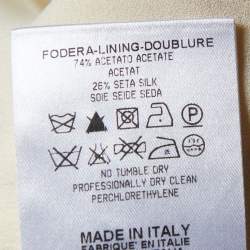 FODERA-LINING-DOUBLURE
74% ACETATO ACETATE
ACETAT
26% SETA SILK
SOIE SEIDE SEDA
P
NO TUMBLE DRY
PROFESSIONALLY DRY CLEAN
PERCHLORETHYLENE
MADE IN ITALY
FABRIQUÉ EN ITALIE